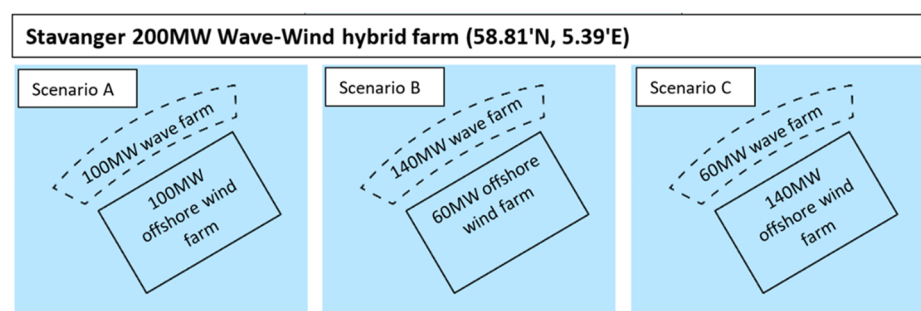 Stavanger 200MW Wave-Wind hybrid farm (58.81'N, 5.39'E)
Scenario A
100MW wave farm
100MW
offshore wind
farm
Scenario B
140MW wave farm
60MW offshore
wind farm
Scenario C
60MW wave farm
140MW
offshore wind
farm